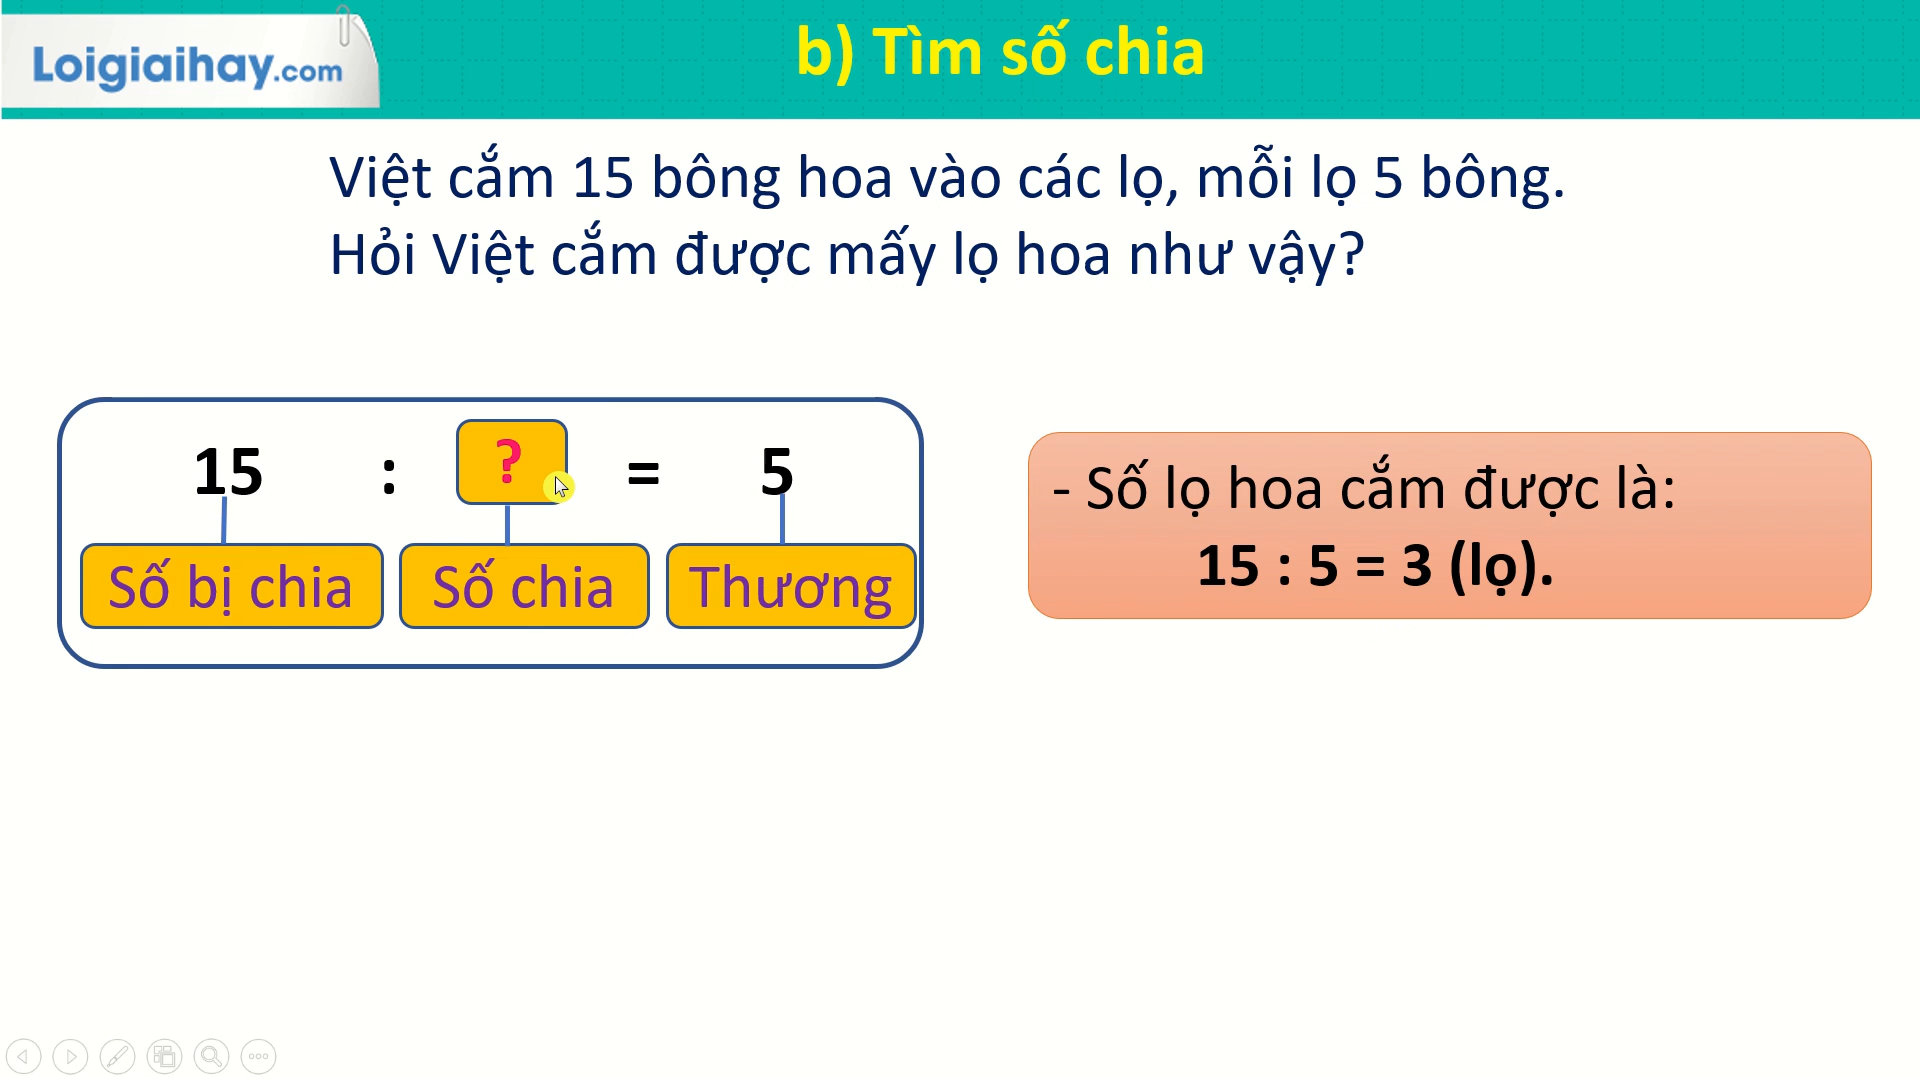 Loigiaihay.com
b) Tìm số chia
Việt cắm 15 bông hoa vào các lọ, mỗi lọ 5 bông.
Hỏi Việt cắm được mấy lọ hoa như vậy?
15 : ? = 5
Số bị chia Số chia Thương
- Số lọ hoa cắm được là:
15 : 5 = 3 (lọ).